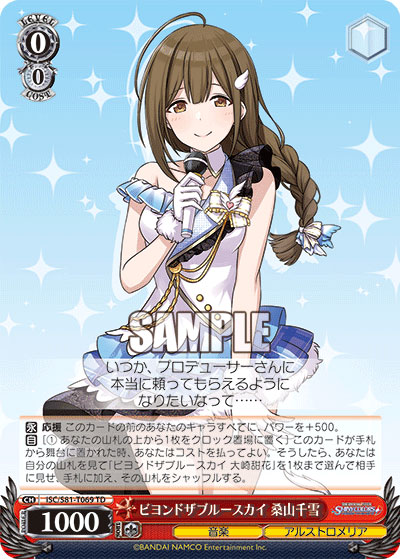 LEVEL
0
0
COST
SAMPLE
いつか、プロデューサーさんに
本当に頼ってもらえるように
なりたいなって……
永 応援 このカードの前のあなたのキャラすべてに、パワーを+500。
自 [① あなたの山札の上から1枚をクロック置場に置く] このカードが手札
から舞台に置かれた時、あなたはコストを払ってよい。そうしたら、あなたは
自分の山札を見て「ビヨンドザブルースカイ 大崎甜花」を1枚まで選んで相手
に見せ、手札に加え、その山札をシャッフルする。
CH ISC/S81-T069 TD
1000
ビヨンドザブルースカイ 桑山千雪
SHINYCOLORS
音楽
アルストロメリア
©BANDAI NAMCO Entertainment Inc.